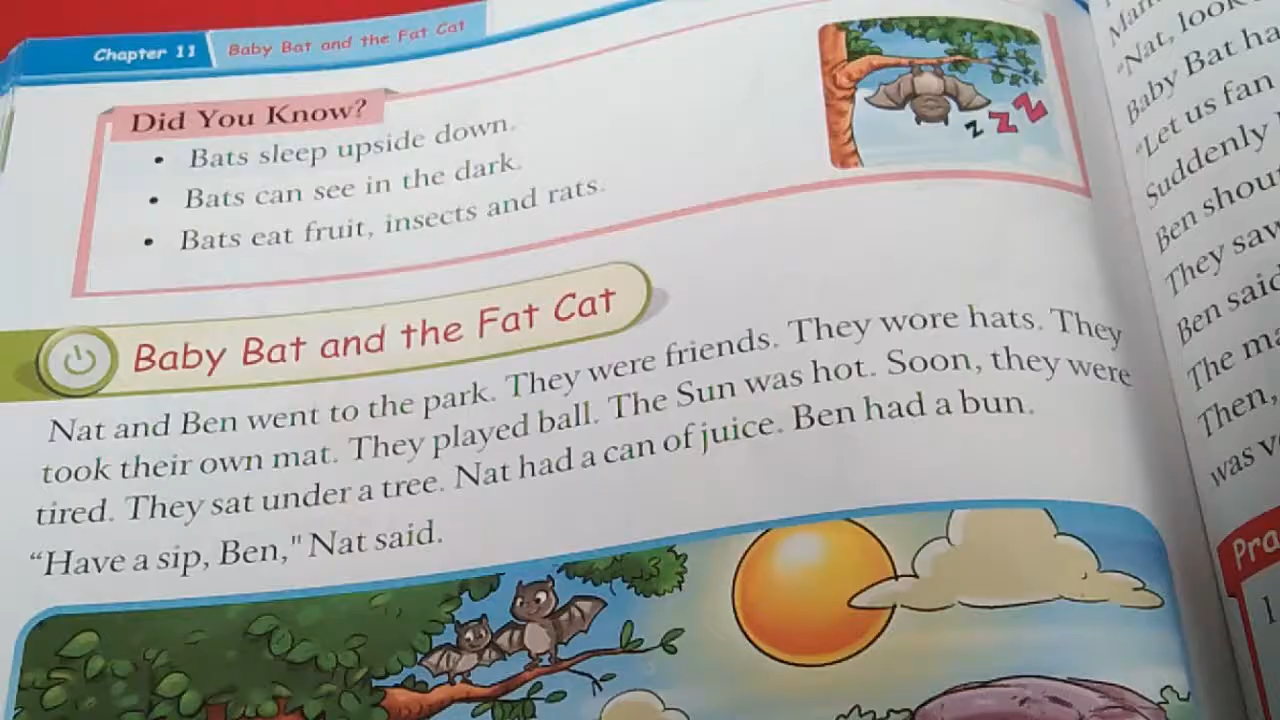 Chapter 11
Baby Bat and the Fat Cat
Did You Know?
• Bats sleep upside down.
• Bats can see in the dark.
• Bats eat fruit, insects and rats.
z Z Z
Baby Bat and the Fat Cat
Nat and Ben went to the park. They were friends. They wore hats. They
took their own mat. They played ball. The Sun was hot. Soon, they were
tired. They sat under a tree. Nat had a can of juice. Ben had a bun.
“Have a sip, Ben," Nat said.
"Nat, look
Baby Bat ha
"Let us fan
Suddenly
Ben shou
They saw
Ben said
The ma
Then,
was v
Pra
1